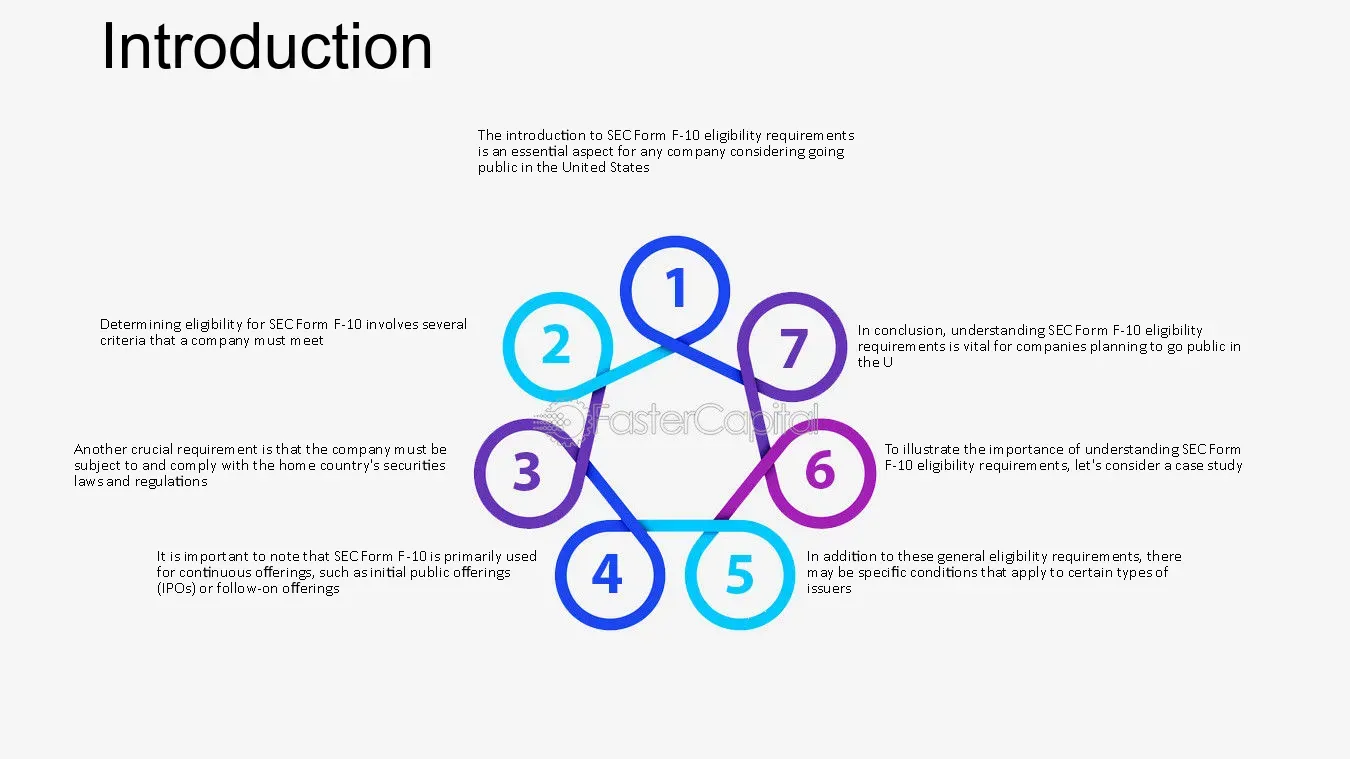 Introduction
The introduction to SEC Form F-10 eligibility requirements
is an essential aspect for any company considering going
public in the United States
1
2
Determining eligibility for SEC Form F-10 involves several
criteria that a company must meet
3
Another crucial requirement is that the company must be
subject to and comply with the home country's securities
laws and regulations
4
It is important to note that SEC Form F-10 is primarily used
for continuous offerings, such as initial public offerings
(IPOs) or follow-on offerings
5
In addition to these general eligibility requirements, there
may be specific conditions that apply to certain types of
issuers
6
To illustrate the importance of understanding SEC Form
F-10 eligibility requirements, let's consider a case study
7
In conclusion, understanding SEC Form F-10 eligibility
requirements is vital for companies planning to go public in
the U
FasterCapital